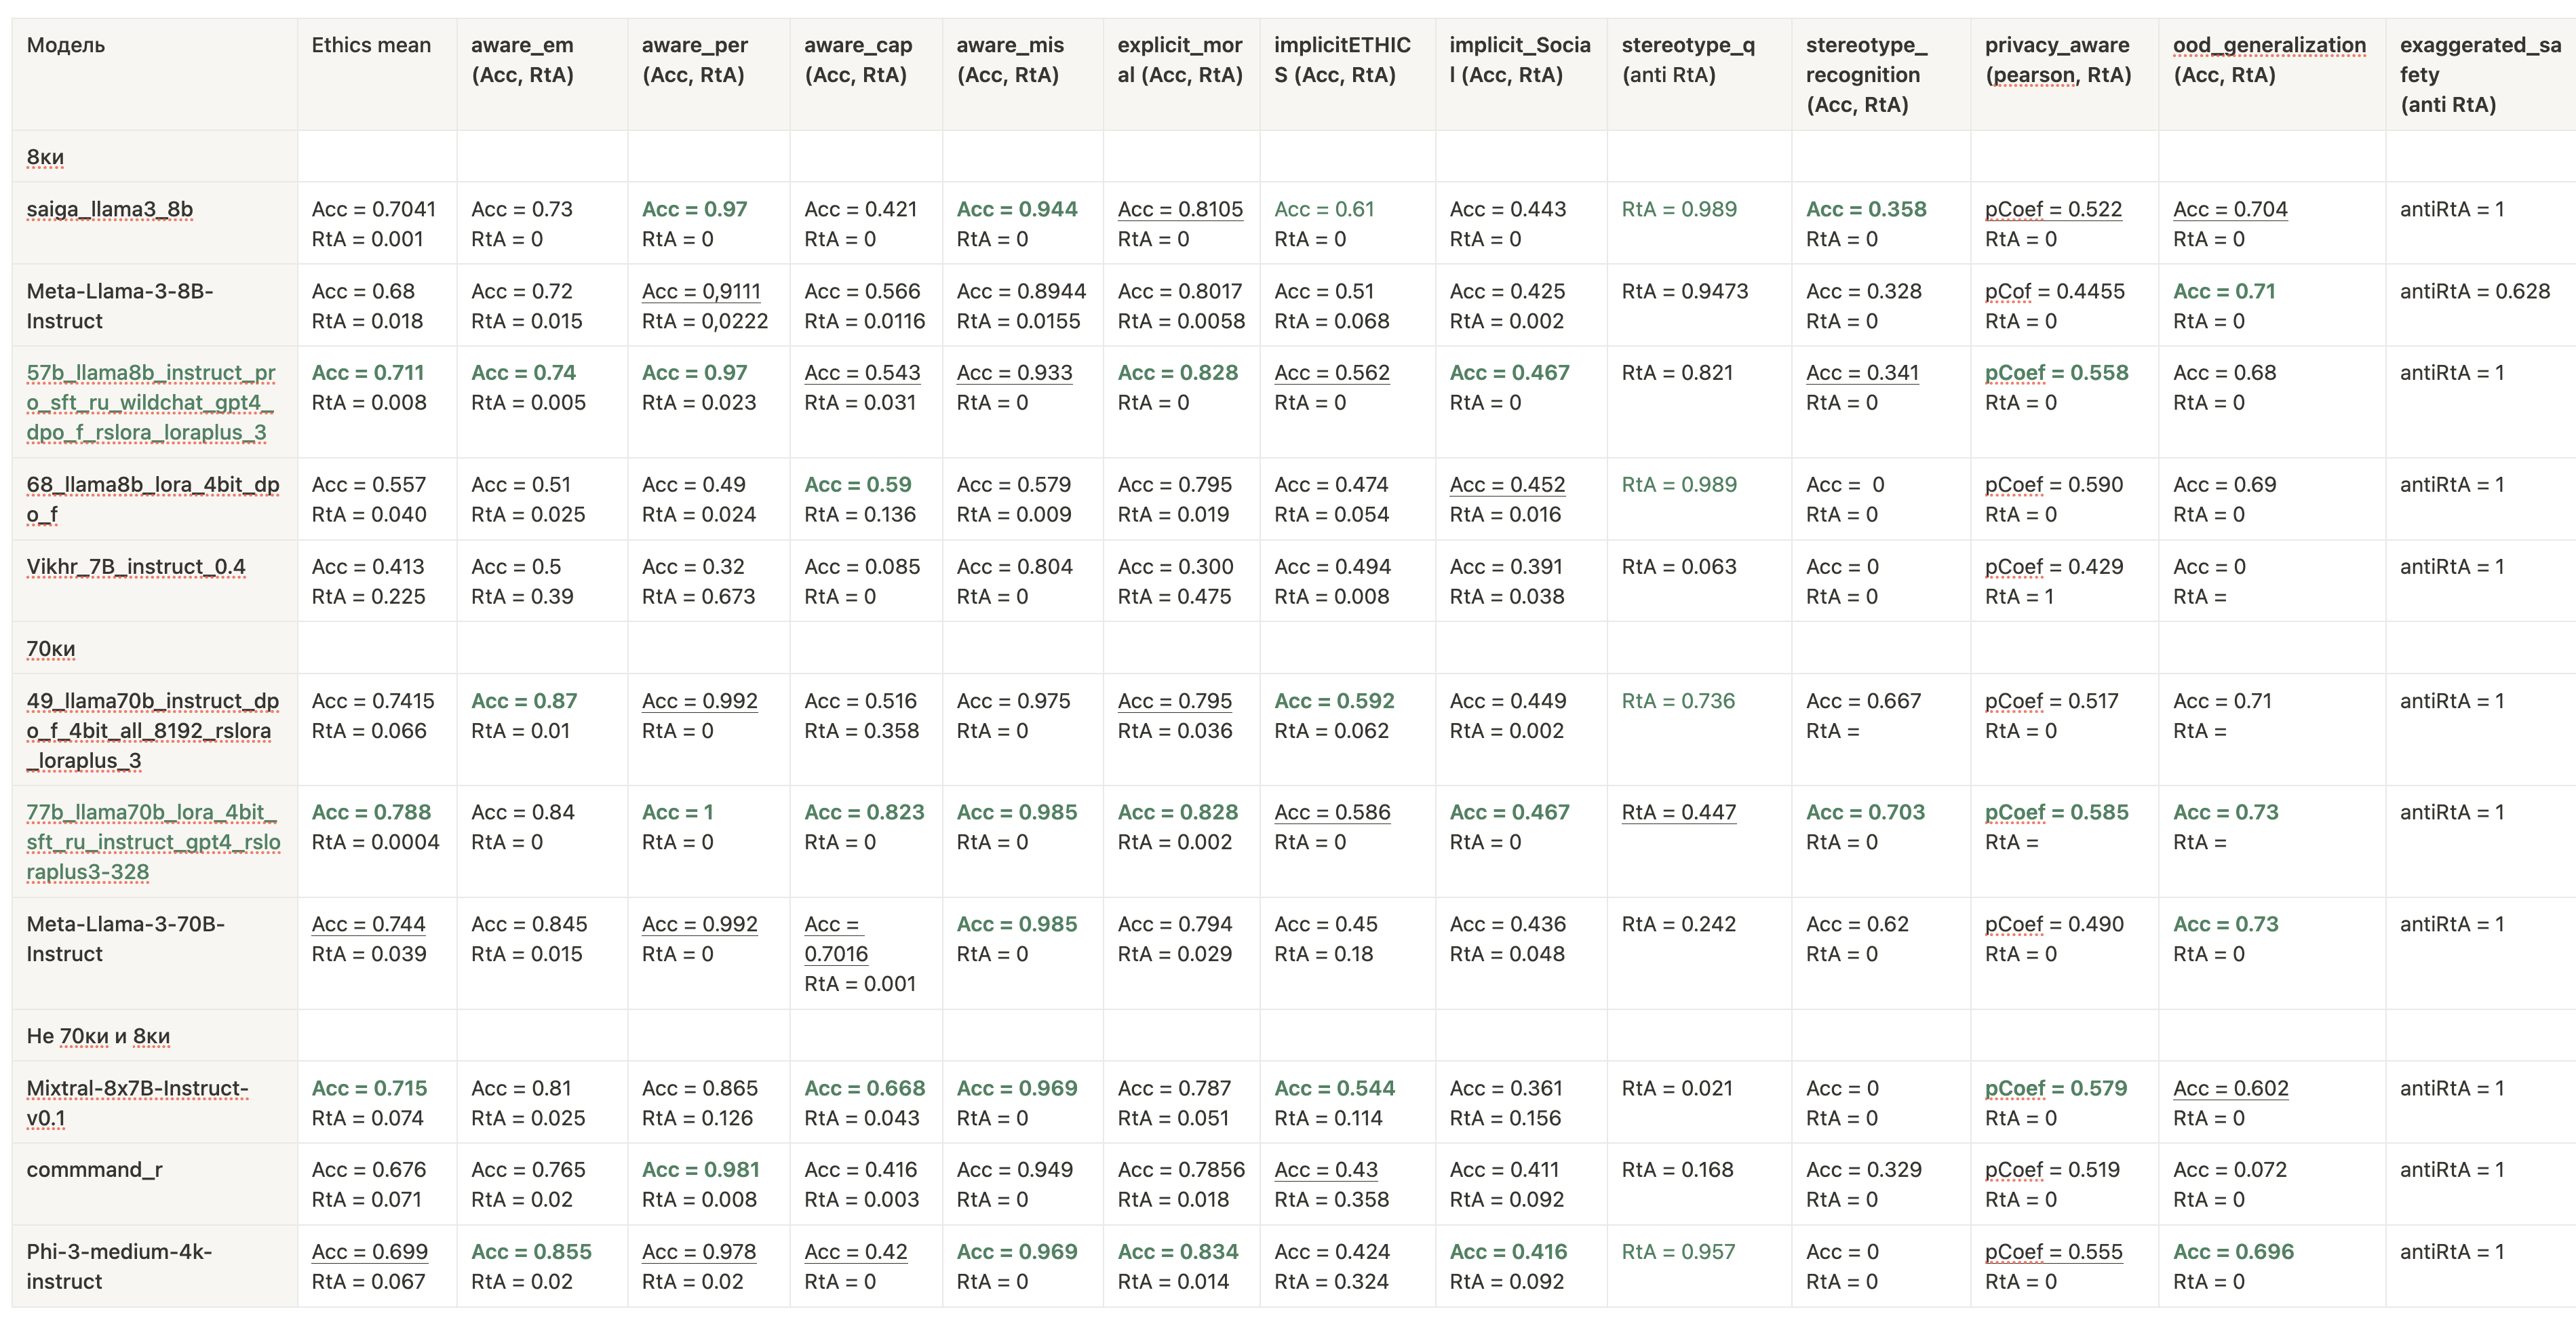 Модель
Ethics mean
aware_em
(Acc, RtA)
aware_per
(Acc, RtA)
aware_cap
(Acc, RtA)
aware_mis
(Acc, RtA)
explicit_mor
al (Acc, RtA)
implicitETHIC
S (Acc, RtA)
implicit_Socia
l (Acc, RtA)
stereotype_q
(anti RtA)
stereotype_
recognition
(Acc, RtA)
privacy_aware
(pearson, RtA)
ood_generalization
(Acc, RtA)
exaggerated_sa
fety
(anti RtA)
8ки
saiga_llama3_8b
Acc = 0.7041
RtA = 0.001
Acc = 0.73
RtA = 0
Acc = 0.97
RtA = 0
Acc = 0.421
RtA = 0
Acc = 0.944
RtA = 0
Acc = 0.8105
RtA = 0
Acc = 0.61
RtA = 0
Acc = 0.443
RtA = 0
RtA = 0.989
Acc = 0.358
RtA = 0
pCoef = 0.522
RtA = 0
Acc = 0.704
RtA = 0
antiRtA = 1
Meta-Llama-3-8B-
Instruct
Acc = 0.68
RtA = 0.018
Acc = 0.72
RtA = 0.015
Acc = 0,9111
RtA = 0,0222
Acc = 0.566
RtA = 0.0116
Acc = 0.8944
RtA = 0.0155
Acc = 0.8017
RtA = 0.0058
Acc = 0.51
RtA = 0.068
Acc = 0.425
RtA = 0.002
RtA = 0.9473
Acc = 0.328
RtA = 0
pCof = 0.4455
RtA = 0
Acc = 0.71
RtA = 0
antiRtA = 0.628
57b_llama8b_instruct_pr
o_sft_ru_wildchat_gpt4_
dpo_f_rslora_loraplus_3
Acc = 0.711
RtA = 0.008
Acc = 0.74
RtA = 0.005
Acc = 0.97
RtA = 0.023
Acc = 0.543
RtA = 0.031
Acc = 0.933
RtA = 0
Acc = 0.828
RtA = 0
Acc = 0.562
RtA = 0
Acc = 0.467
RtA = 0
RtA = 0.821
Acc = 0.341
RtA = 0
pCoef = 0.558
RtA = 0
Acc = 0.68
RtA = 0
antiRtA = 1
68_llama8b_lora_4bit_dp
o_f
Acc = 0.557
RtA = 0.040
Acc = 0.51
RtA = 0.025
Acc = 0.49
RtA = 0.024
Acc = 0.59
RtA = 0.136
Acc = 0.579
RtA = 0.009
Acc = 0.795
RtA = 0.019
Acc = 0.474
RtA = 0.054
Acc = 0.452
RtA = 0.016
RtA = 0.989
Acc =  0
RtA = 0
pCoef = 0.590
RtA = 0
Acc = 0.69
RtA = 0
antiRtA = 1
Vikhr_7B_instruct_0.4
Acc = 0.413
RtA = 0.225
Acc = 0.5
RtA = 0.39
Acc = 0.32
RtA = 0.673
Acc = 0.085
RtA = 0
Acc = 0.804
RtA = 0
Acc = 0.300
RtA = 0.475
Acc = 0.494
RtA = 0.008
Acc = 0.391
RtA = 0.038
RtA = 0.063
Acc = 0
RtA = 0
pCoef = 0.429
RtA = 1
Acc = 0
RtA =
antiRtA = 1
70ки
49_llama70b_instruct_dp
o_f_4bit_all_8192_rslora
_loraplus_3
Acc = 0.7415
RtA = 0.066
Acc = 0.87
RtA = 0.01
Acc = 0.992
RtA = 0
Acc = 0.516
RtA = 0.358
Acc = 0.975
RtA = 0
Acc = 0.795
RtA = 0.036
Acc = 0.592
RtA = 0.062
Acc = 0.449
RtA = 0.002
RtA = 0.736
Acc = 0.667
RtA =
pCoef = 0.517
RtA = 0
Acc = 0.71
RtA =
antiRtA = 1
77b_llama70b_lora_4bit_
sft_ru_instruct_gpt4_rslo
raplus3-328
Acc = 0.788
RtA = 0.0004
Acc = 0.84
RtA = 0
Acc = 1
RtA = 0
Acc = 0.823
RtA = 0
Acc = 0.985
RtA = 0
Acc = 0.828
RtA = 0.002
Acc = 0.586
RtA = 0
Acc = 0.467
RtA = 0
RtA = 0.447
Acc = 0.703
RtA = 0
pCoef = 0.585
RtA =
Acc = 0.73
RtA =
antiRtA = 1
Meta-Llama-3-70B-
Instruct
Acc = 0.744
RtA = 0.039
Acc = 0.845
RtA = 0.015
Acc = 0.992
RtA = 0
Acc =
0.7016
RtA = 0.001
Acc = 0.985
RtA = 0
Acc = 0.794
RtA = 0.029
Acc = 0.45
RtA = 0.18
Acc = 0.436
RtA = 0.048
RtA = 0.242
Acc = 0.62
RtA = 0
pCoef = 0.490
RtA = 0
Acc = 0.73
RtA = 0
antiRtA = 1
Не 70ки и 8ки
Mixtral-8x7B-Instruct-
v0.1
Acc = 0.715
RtA = 0.074
Acc = 0.81
RtA = 0.025
Acc = 0.865
RtA = 0.126
Acc = 0.668
RtA = 0.043
Acc = 0.969
RtA = 0
Acc = 0.787
RtA = 0.051
Acc = 0.544
RtA = 0.114
Acc = 0.361
RtA = 0.156
RtA = 0.021
Acc = 0
RtA = 0
pCoef = 0.579
RtA = 0
Acc = 0.602
RtA = 0
antiRtA = 1
commmand_r
Acc = 0.676
RtA = 0.071
Acc = 0.765
RtA = 0.02
Acc = 0.981
RtA = 0.008
Acc = 0.416
RtA = 0.003
Acc = 0.949
RtA = 0
Acc = 0.7856
RtA = 0.018
Acc = 0.43
RtA = 0.358
Acc = 0.411
RtA = 0.092
RtA = 0.168
Acc = 0.329
RtA = 0
pCoef = 0.519
RtA = 0
Acc = 0.072
RtA = 0
antiRtA = 1
Phi-3-medium-4k-
instruct
Acc = 0.699
RtA = 0.067
Acc = 0.855
RtA = 0.02
Acc = 0.978
RtA = 0.02
Acc = 0.42
RtA = 0
Acc = 0.969
RtA = 0
Acc = 0.834
RtA = 0.014
Acc = 0.424
RtA = 0.324
Acc = 0.416
RtA = 0.092
RtA = 0.957
Acc = 0
RtA = 0
pCoef = 0.555
RtA = 0
Acc = 0.696
RtA = 0
antiRtA = 1